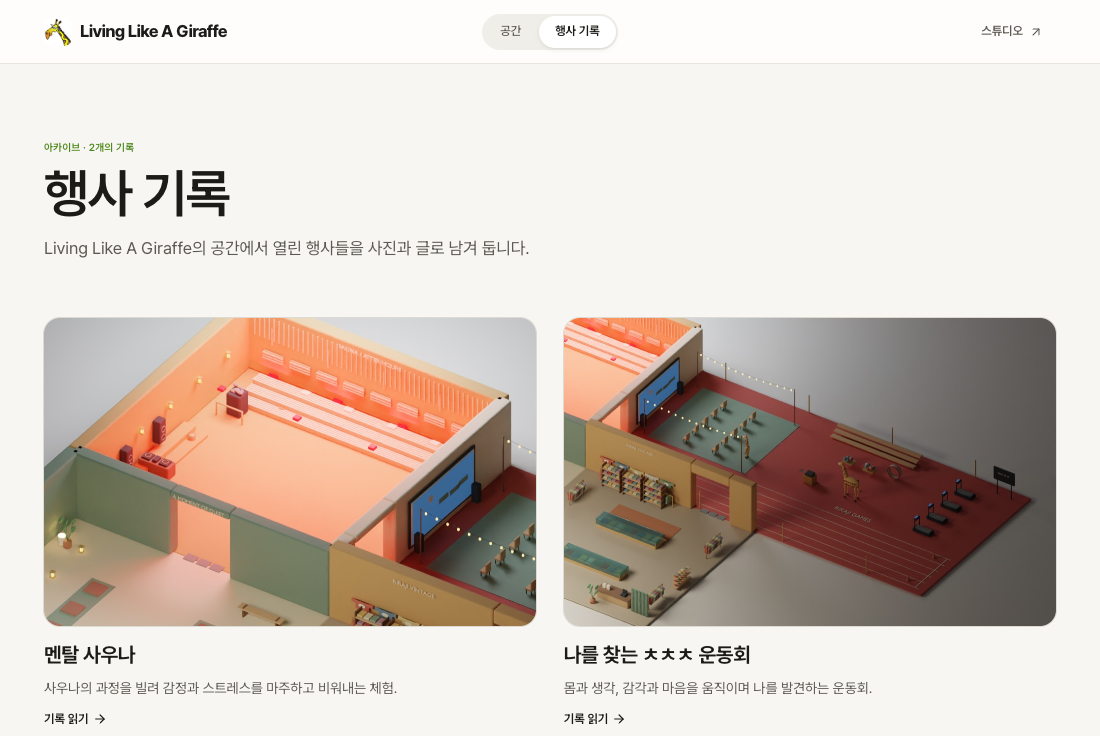 Living Like A Giraffe
공간
행사 기록
스튜디오
아카이브 · 2개의 기록
행사 기록
Living Like A Giraffe의 공간에서 열린 행사들을 사진과 글로 남겨 둡니다.
멘탈 사우나
나를 찾는 ㅊㅊㅊ 운동회
사우나의 과정을 빌려 감정과 스트레스를 마주하고 비워내는 체험.
몸과 생각, 감각과 마음을 움직이며 나를 발견하는 운동회.
기록 읽기
기록 읽기